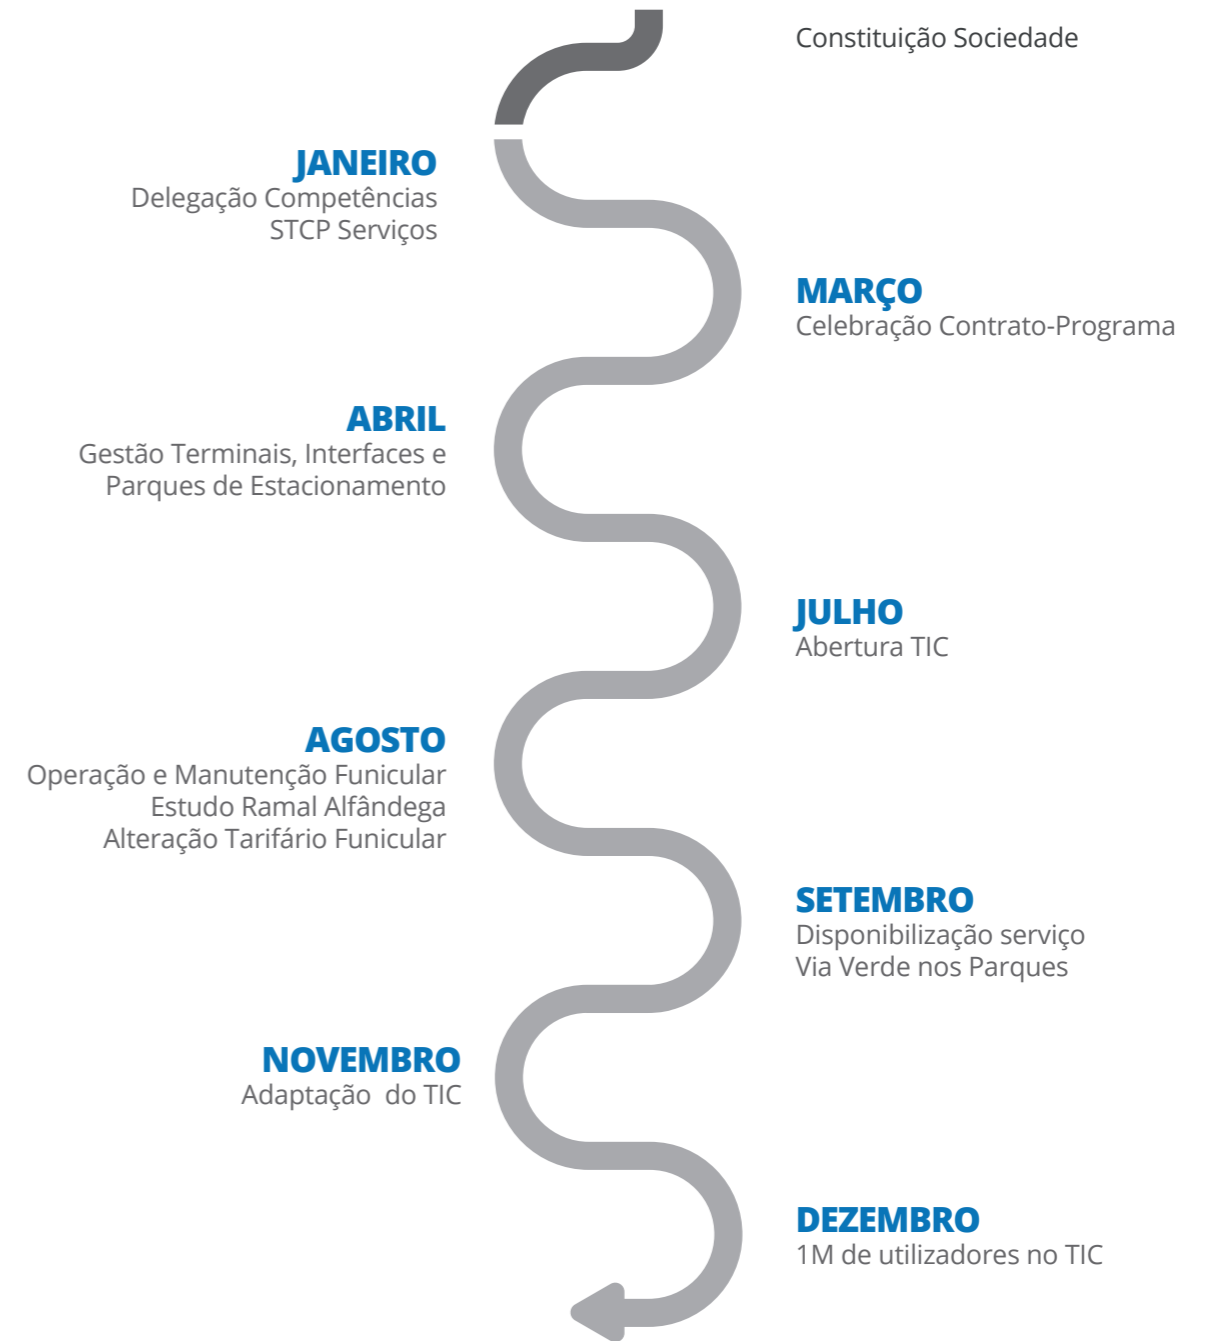 Constituição Sociedade
JANEIRO
Delegação Competências
STCP Serviços
MARÇO
Celebração Contrato-Programa
ABRIL
Gestão Terminais, Interfaces e
Parques de Estacionamento
JULHO
Abertura TIC
AGOSTO
Operação e Manutenção Funicular
Estudo Ramal Alfândega
Alteração Tarifário Funicular
SETEMBRO
Disponibilização serviço
Via Verde nos Parques
NOVEMBRO
Adaptação  do TIC
DEZEMBRO
1M de utilizadores no TIC